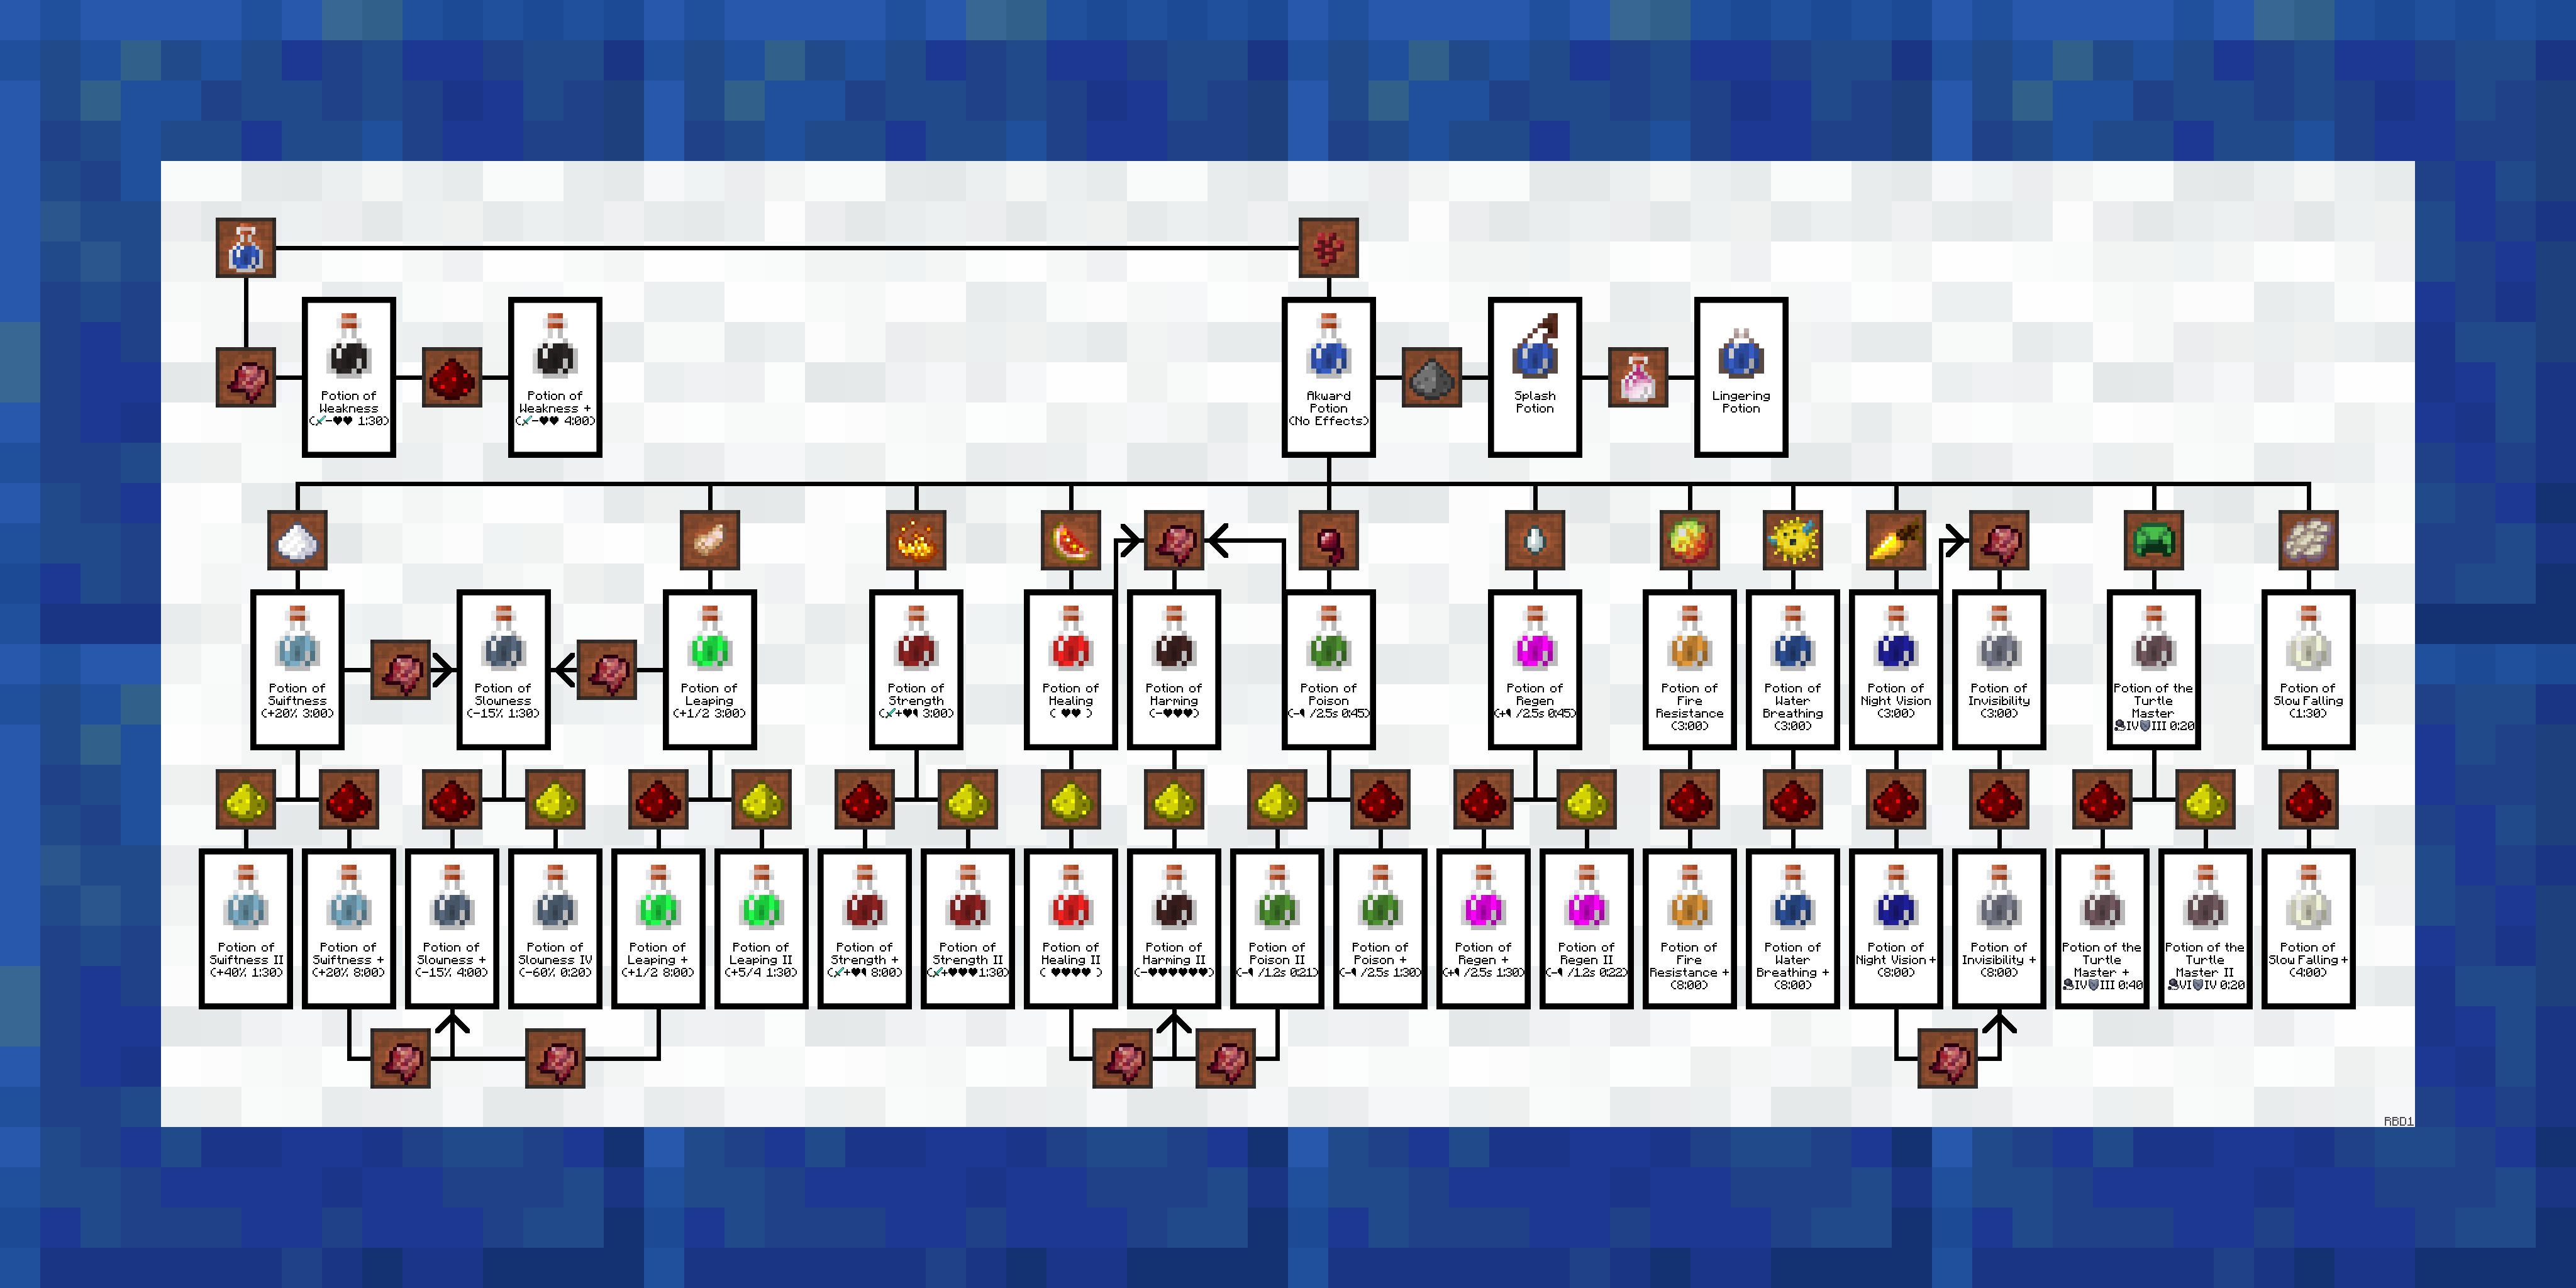 Potion of
Weakness
(-♥♥ 1:30)
Potion of
Weakness +
(-♥♥ 4:00)
Akward
Potion
(No Effects)
Splash
Potion
Lingering
Potion
Potion of
Swiftness
(+20% 3:00)
Potion of
Slowness
(-15% 1:30)
Potion of
Leaping
(+1/2 3:00)
Potion of
Strength
(+♥ 3:00)
Potion of
Healing
( ♥♥ )
Potion of
Harming
(-♥♥♥)
Potion of
Poison
(- /2.5s 0:45)
Potion of
Regen
(+ /2.5s 0:45)
Potion of
Fire
Resistance
(3:00)
Potion of
Water
Breathing
(3:00)
Potion of
Night Vision
(3:00)
Potion of
Invisibility
(3:00)
Potion of the
Turtle
Master
IV III 0:20
Potion of
Slow Falling
(1:30)
Potion of
Swiftness II
(+40% 1:30)
Potion of
Swiftness +
(+20% 8:00)
Potion of
Slowness +
(-15% 4:00)
Potion of
Slowness IV
(-60% 0:20)
Potion of
Leaping +
(+1/2 8:00)
Potion of
Leaping II
(+5/4 1:30)
Potion of
Strength +
(+♥ 8:00)
Potion of
Strength II
(+♥♥♥1:30)
Potion of
Healing II
( ♥♥♥♥ )
Potion of
Harming II
(-♥♥♥♥♥♥)
Potion of
Poison II
(- /1.2s 0:21)
Potion of
Poison +
(- /2.5s 1:30)
Potion of
Regen +
(+ /2.5s 1:30)
Potion of
Regen II
(- /1.2s 0:22)
Potion of
Fire
Resistance +
(8:00)
Potion of
Water
Breathing +
(8:00)
Potion of
Night Vision +
(8:00)
Potion of
Invisibility +
(8:00)
Potion of the
Turtle
Master +
IV III 0:40
Potion of the
Turtle
Master II
VI IV 0:20
Potion of
Slow Falling +
(4:00)
RBD1